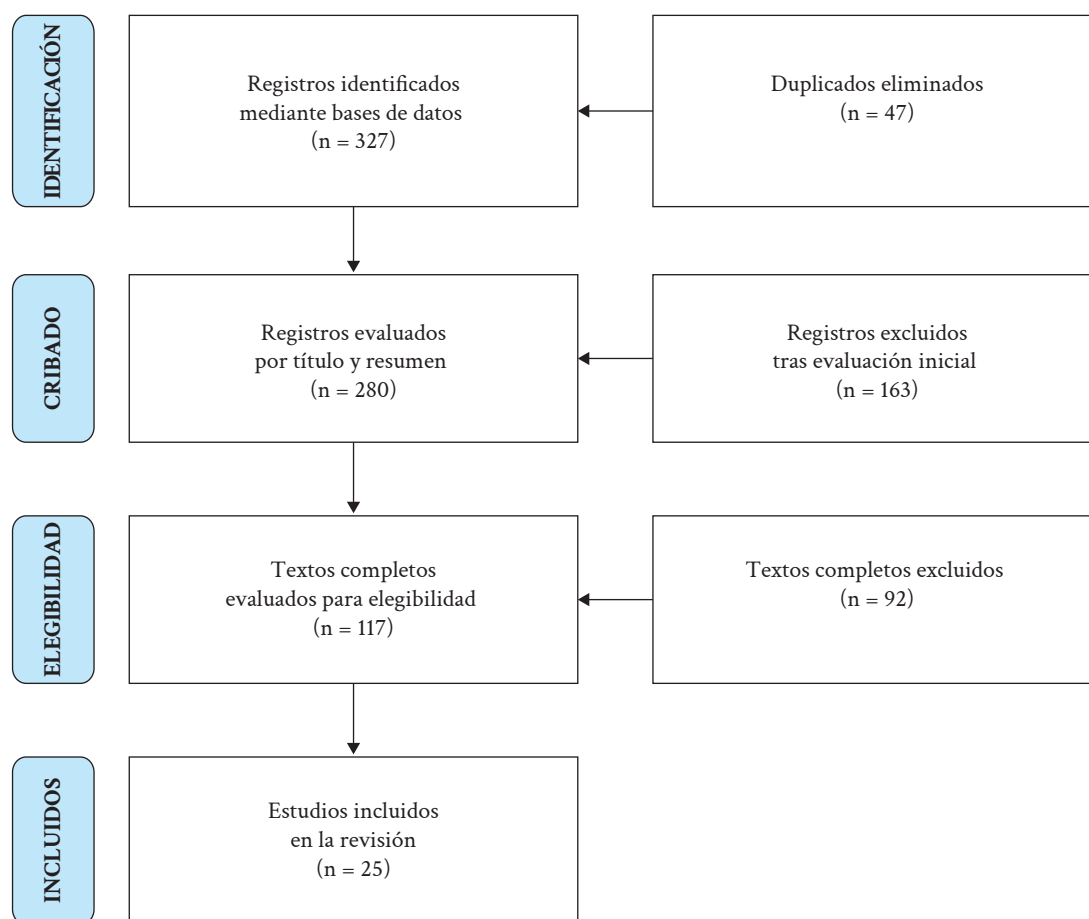 IDENTIFICACIÓN
Registros identificados
mediante bases de datos
(n = 327)
Duplicados eliminados
(n = 47)
CRIBADO
Registros evaluados
por título y resumen
(n = 280)
Registros excluidos
tras evaluación inicial
(n = 163)
ELEGIBILIDAD
Textos completos
evaluados para elegibilidad
(n = 117)
Textos completos excluidos
(n = 92)
INCLUIDOS
Estudios incluidos
en la revisión
(n = 25)